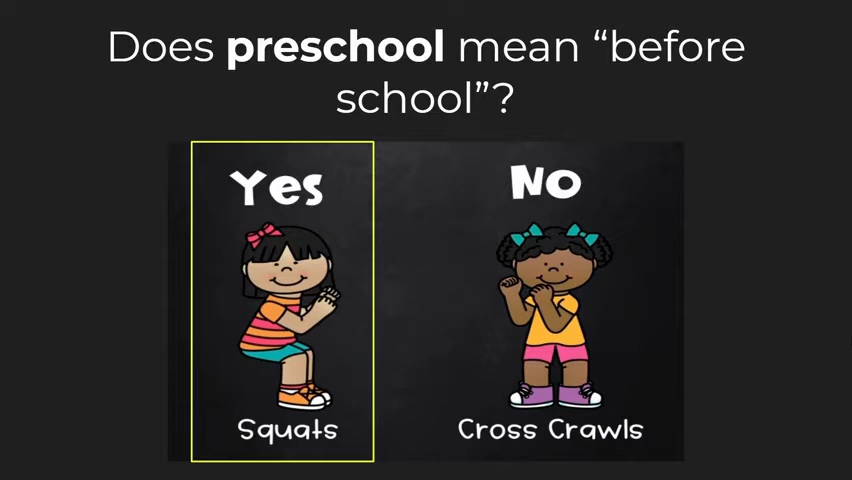 Does preschool mean “before
school”?
Yes
No
Squats
Cross Crawls